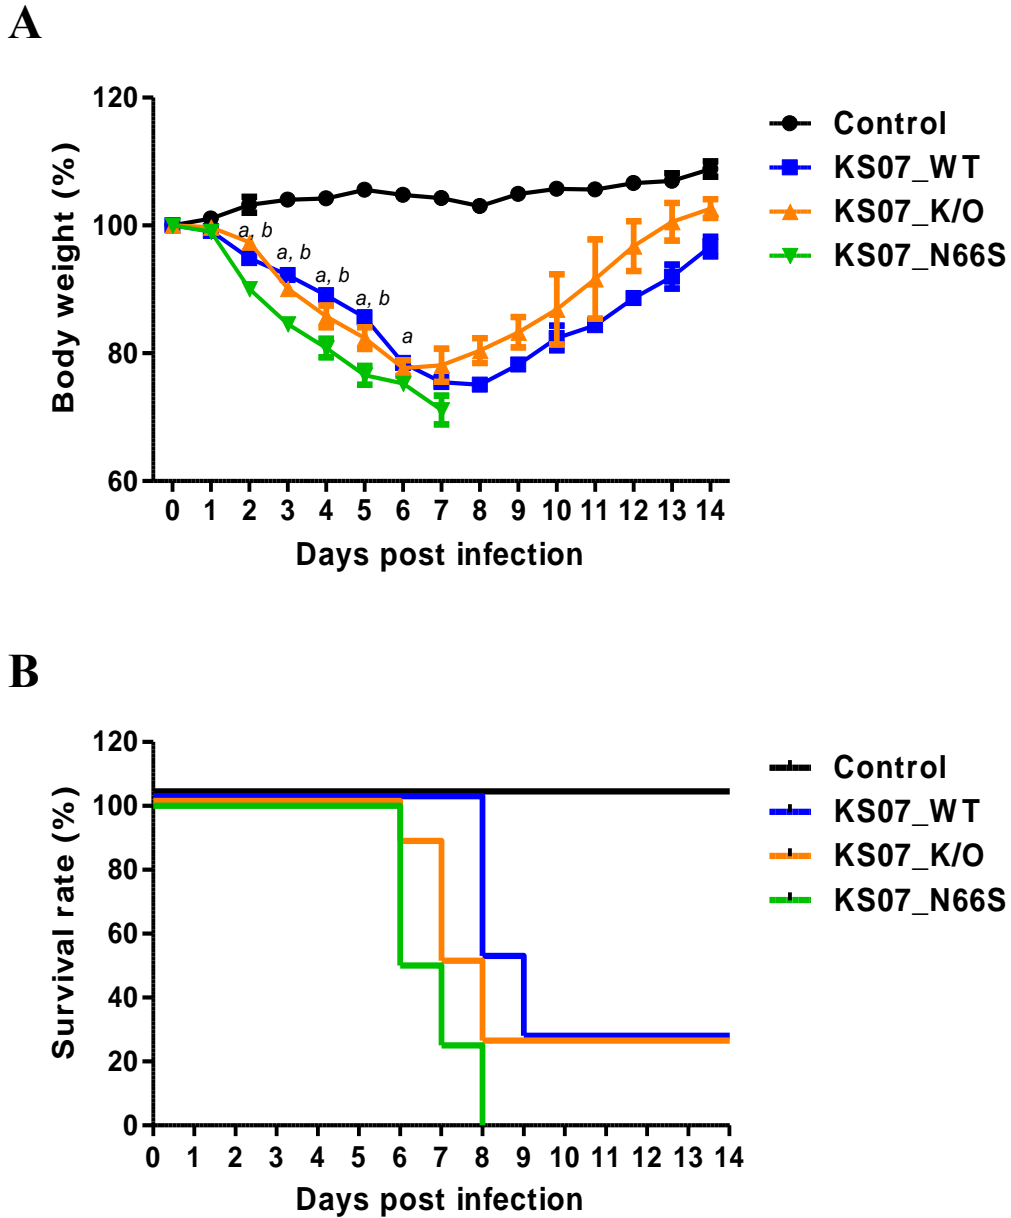 A
120
100
80
60
Body weight (%)
a, b
a, b
a, b
a, b
a
0 1 2 3 4 5 6 7 8 9 10 11 12 13 14
Days post infection
Control
KS07_WT
KS07_K/O
KS07_N66S
B
120
100
80
60
40
20
0
Survival rate (%)
0 1 2 3 4 5 6 7 8 9 10 11 12 13 14
Days post infection
Control
KS07_WT
KS07_K/O
KS07_N66S